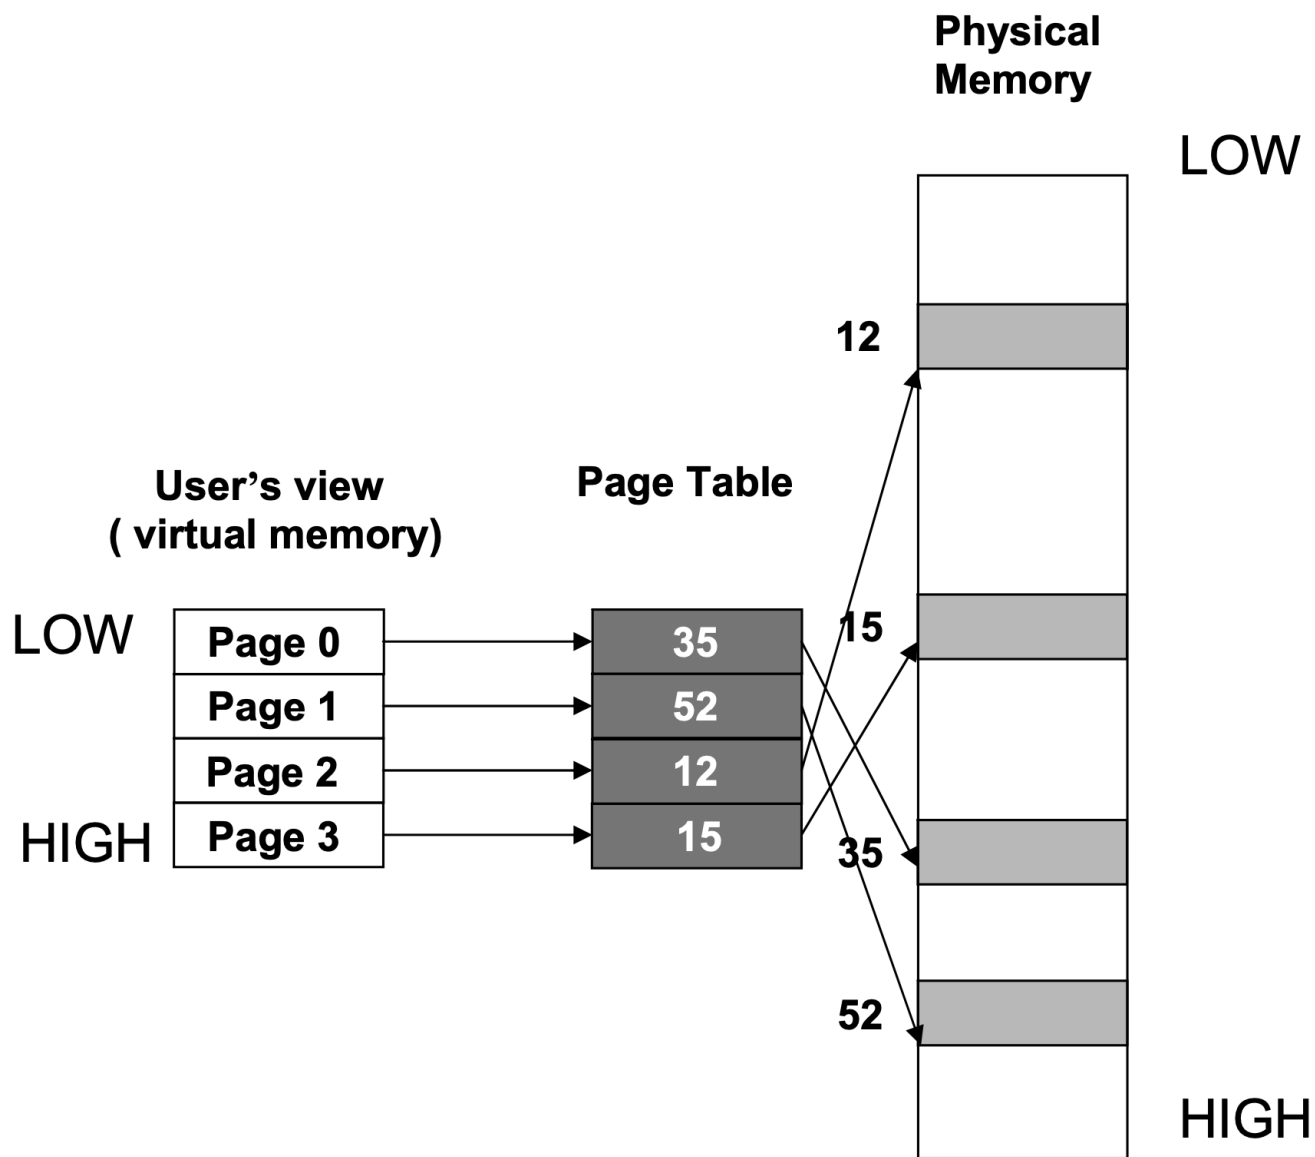 Physical
Memory
LOW
12
User’s view
( virtual memory)
Page Table
LOW
Page 0
35
15
Page 1
52
Page 2
12
HIGH
Page 3
15
35
52
HIGH